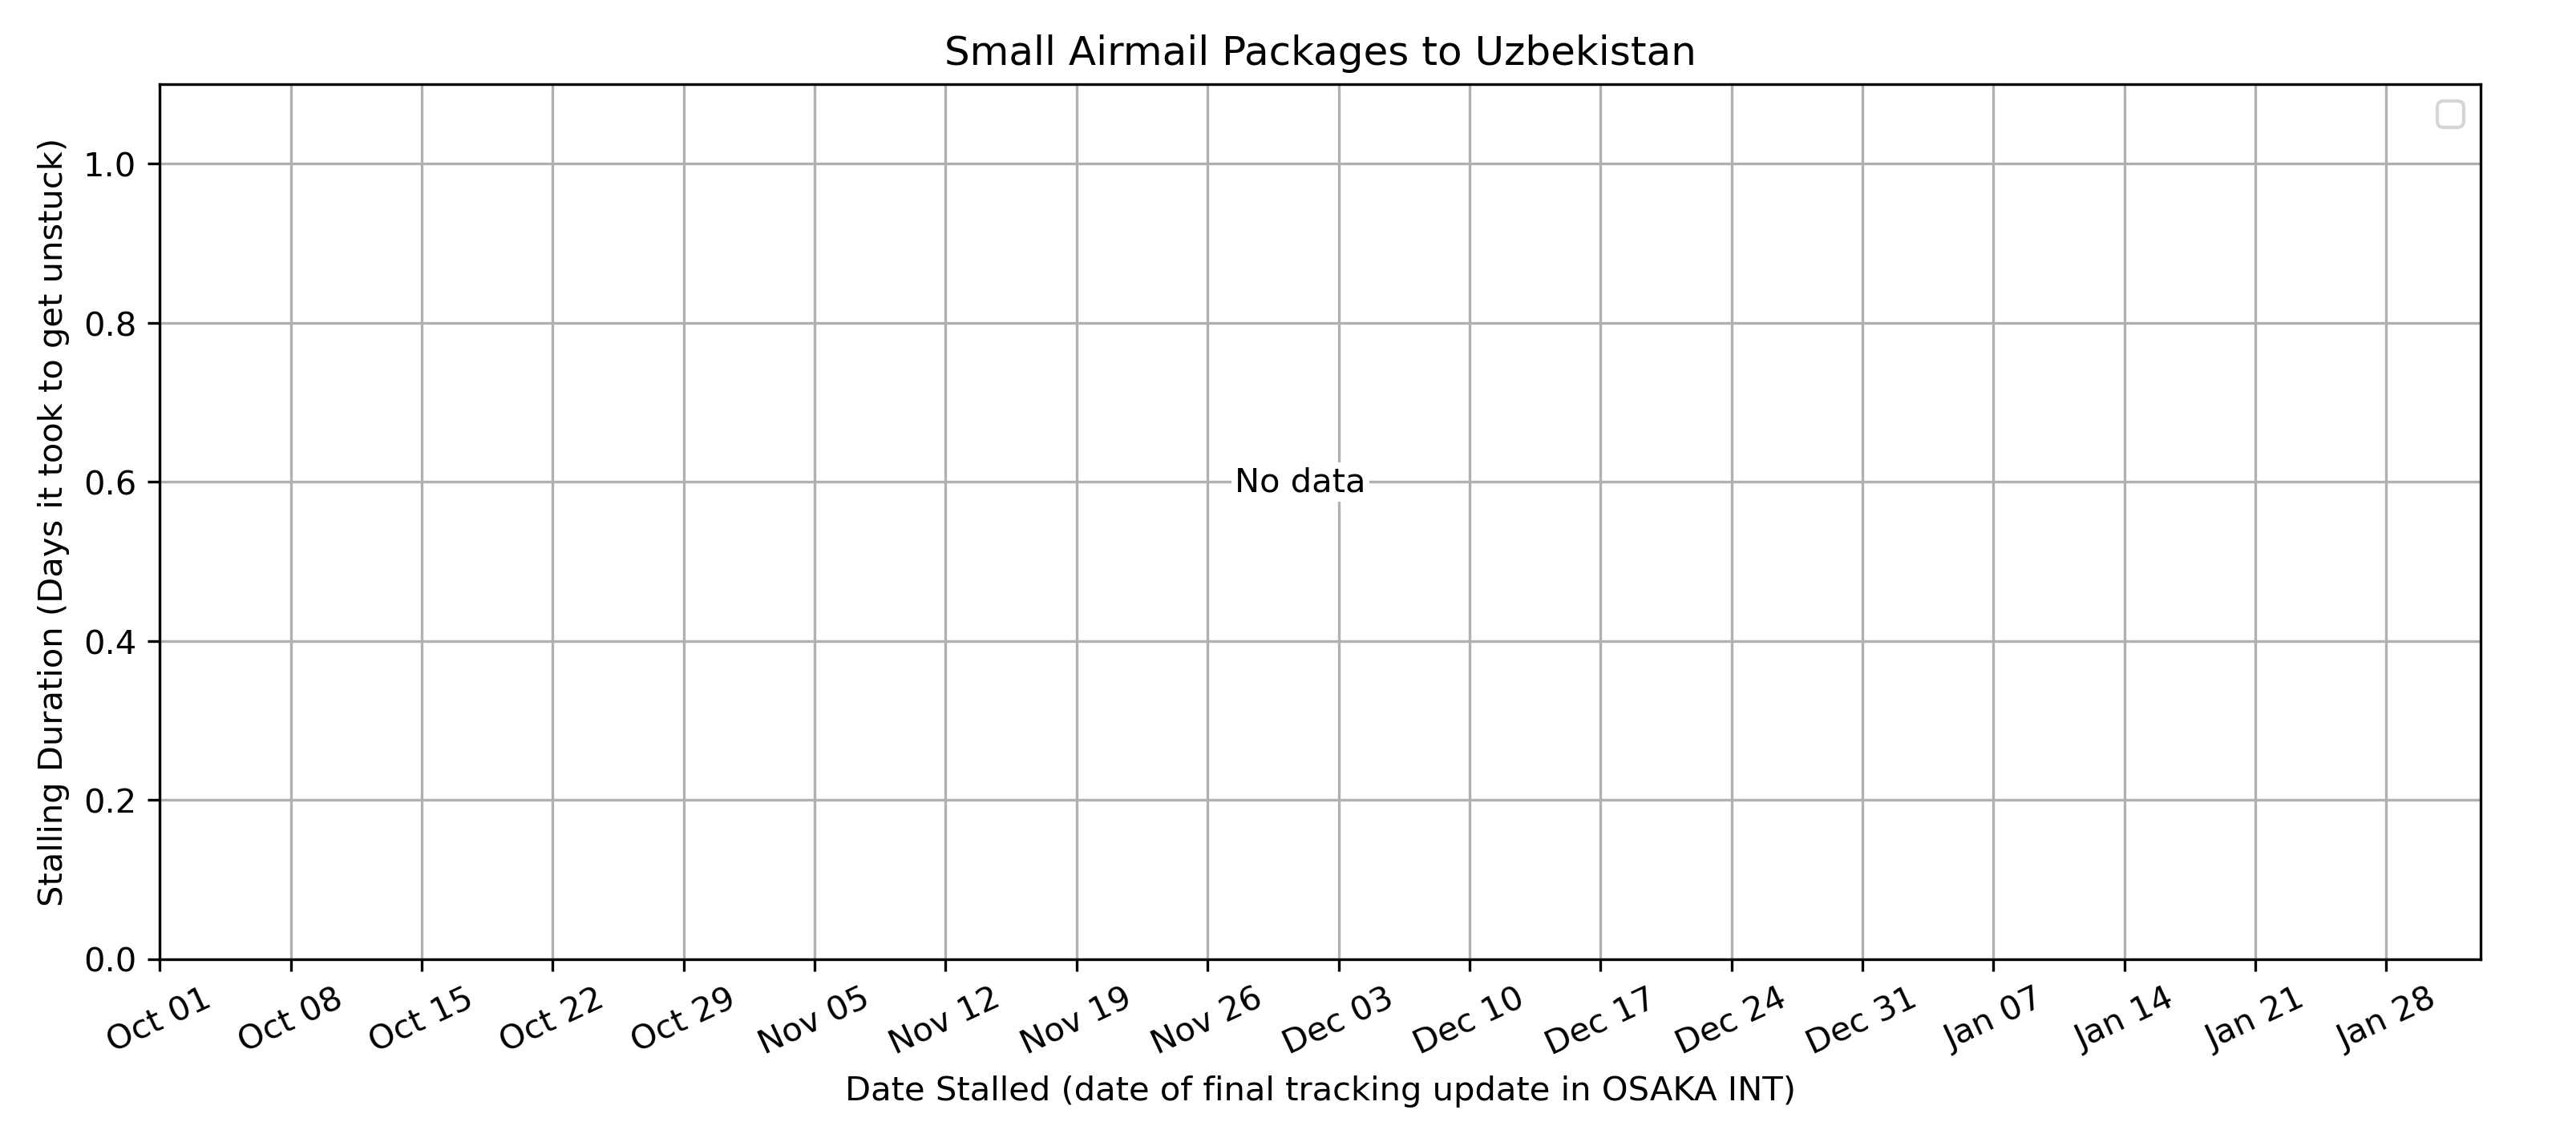 Small Airmail Packages to Uzbekistan
Stalling Duration (Days it took to get unstuck)
1.0
0.8
0.6
0.4
0.2
0.0
No data
Oct 01
Oct 08
Oct 15
Oct 22
Oct 29
Nov 05
Nov 12
Nov 19
Nov 26
Dec 03
Dec 10
Dec 17
Dec 24
Dec 31
Jan 07
Jan 14
Jan 21
Jan 28
Date Stalled (date of final tracking update in OSAKA INT)